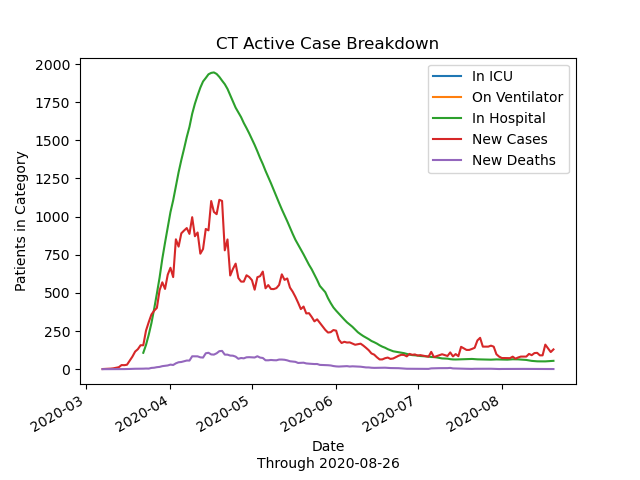 CT Active Case Breakdown
2000
1750
1500
1250
1000
750
500
250
0
Patients in Category
In ICU
On Ventilator
In Hospital
New Cases
New Deaths
2020-03
2020-04
2020-05
2020-06
2020-07
2020-08
Date
Through 2020-08-26